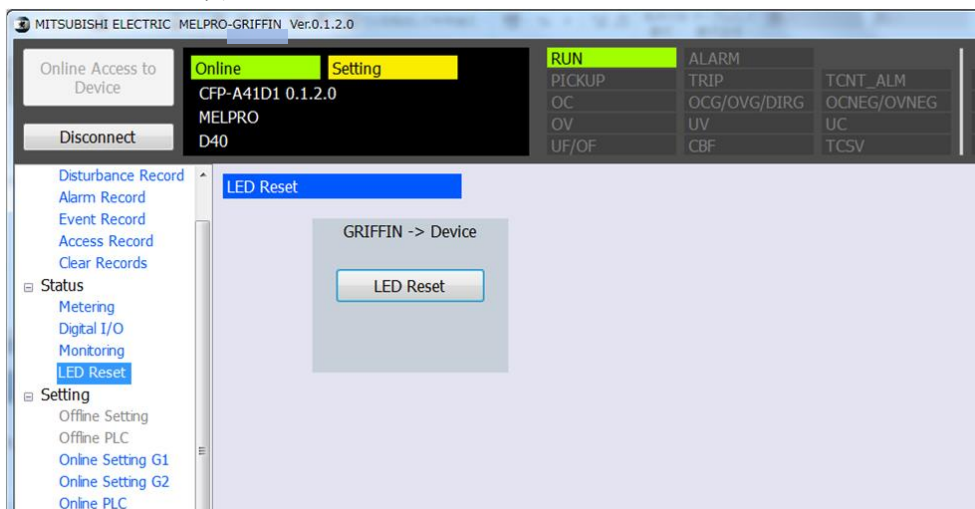 MITSUBISHI ELECTRIC MELPRO-GRIFFIN Ver.0.1.2.0
Online Access to
Device
Disconnect
Online Setting
CFP-A41D1 0.1.2.0
MELPRO
D40
RUN ALARM
PICKUP TRIP TCNT_ALM
OC OCG/OVG/DIRG OCNEG/OVNEG
OV UV UC
UF/OF CBF TCSV
Disturbance Record
Alarm Record
Event Record
Access Record
Clear Records
Status
Metering
Digital I/O
Monitoring
LED Reset
Setting
Offline Setting
Offline PLC
Online Setting G1
Online Setting G2
Online PLC
LED Reset
GRIFFIN -> Device
LED Reset